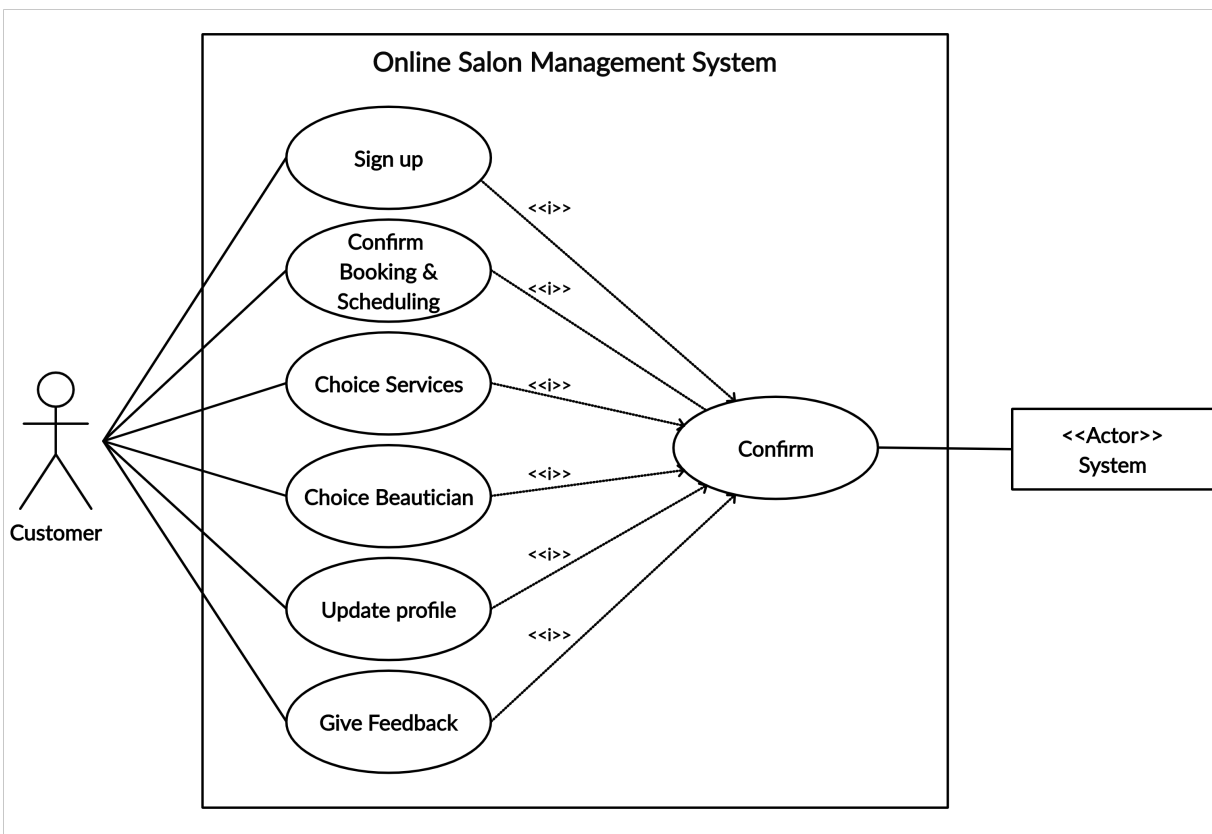 Online Salon Management System
Sign up
<<i>>
Confirm
Booking &
Scheduling
<<i>>
Choice Services
<<i>>
Confirm
<<Actor>>
System
Choice Beautician
<<i>>
Customer
Update profile
<<i>>
Give Feedback
<<i>>